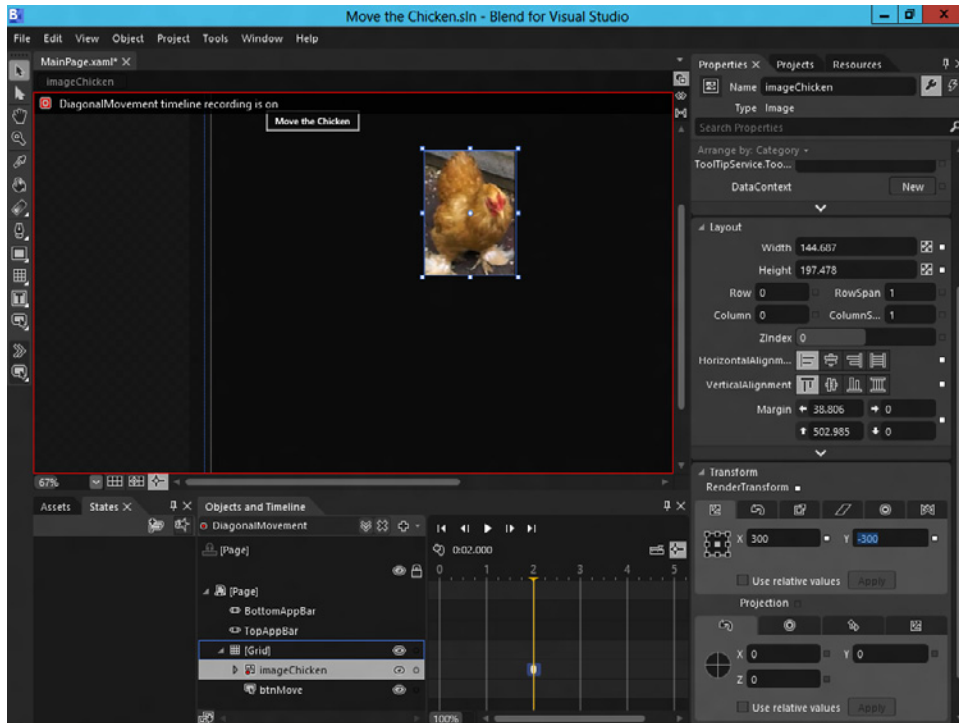 Move the Chicken.sln - Blend for Visual Studio
File Edit View Object Project Tools Window Help
MainPage.xaml* ×
imageChicken
DiagonalMovement timeline recording is on
Move the Chicken
67%
Assets States ×
Objects and Timeline
DiagonalMovement
[Page]
0:02.000
0 1 2 3 4 5
[Page]
BottomAppBar
TopAppBar
[Grid]
imageChicken
btnMove
100%
Properties × Projects Resources
Name imageChicken
Type Image
Search Properties
Arrange by: Category
ToolTipService.Too...
DataContext New
Layout
Width 144.687
Height 197.478
Row 0 RowSpan 1
Column 0 ColumnS... 1
ZIndex 0
HorizontalAlignm...
VerticalAlignment
Margin 38.806 0
502.985 0
Transform
RenderTransform
X 300 Y -300
Use relative values Apply
Projection
X 0 Y 0
Z 0
Use relative values Apply